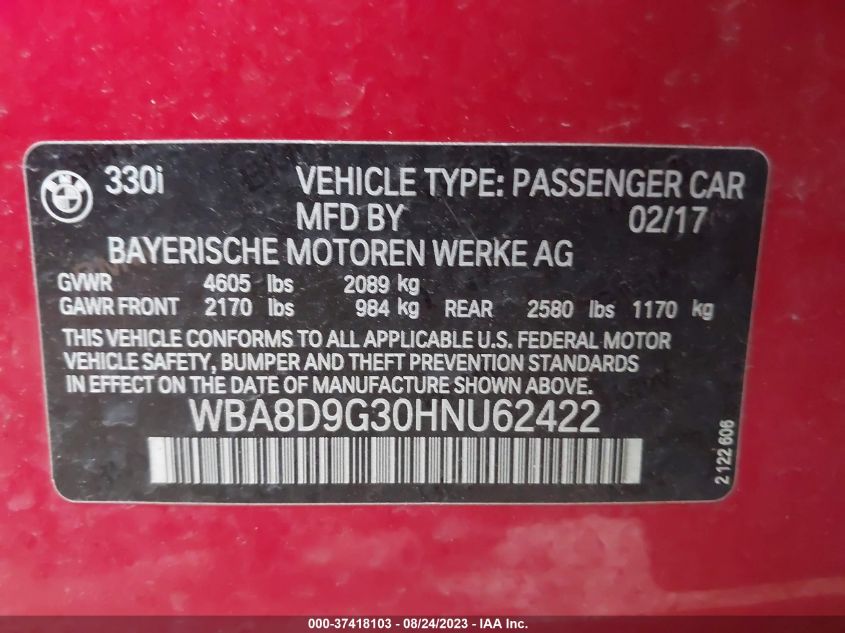 330i VEHICLE TYPE: PASSENGER CAR
MFD BY 02/17
BAYERISCHE MOTOREN WERKE AG
GVWR 4605 lbs 2089 kg
GAWR FRONT 2170 lbs 984 kg REAR 2580 lbs 1170 kg
THIS VEHICLE CONFORMS TO ALL APPLICABLE U.S. FEDERAL MOTOR
VEHICLE SAFETY, BUMPER AND THEFT PREVENTION STANDARDS
IN EFFECT ON THE DATE OF MANUFACTURE SHOWN ABOVE.
WBA8D9G30HNU62422
2 122 606
000-37418103 - 08/24/2023 - IAA Inc.